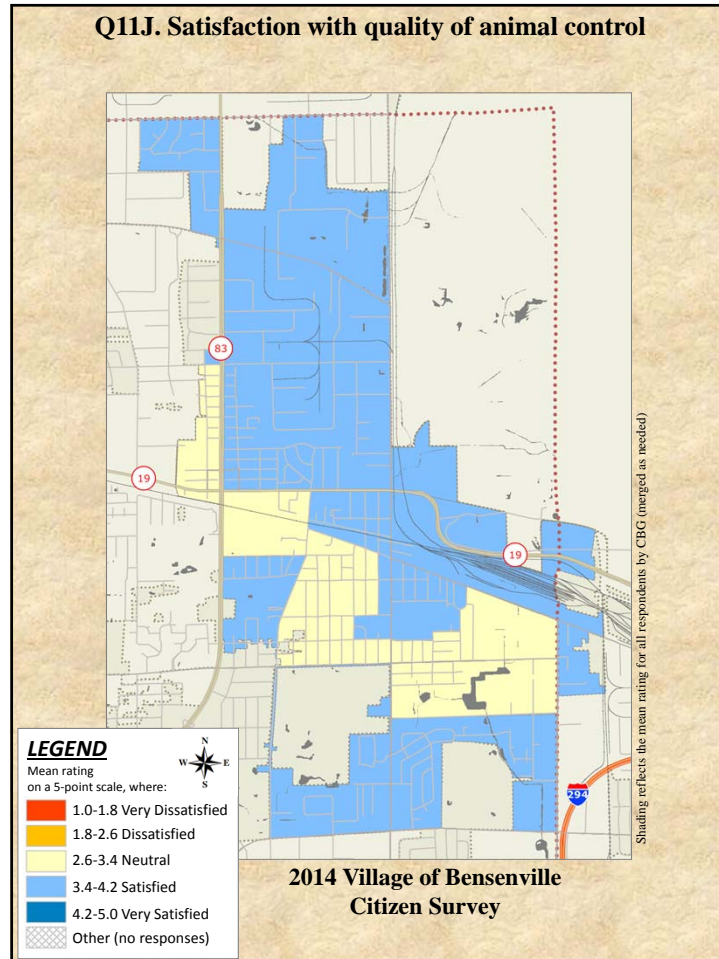 Q11J. Satisfaction with quality of animal control
83
19
19
294
Shading reflects the mean rating for all respondents by CBG (merged as needed)
LEGEND
Mean rating
on a 5-point scale, where:
N
W E
S
1.0-1.8 Very Dissatisfied
1.8-2.6 Dissatisfied
2.6-3.4 Neutral
3.4-4.2 Satisfied
4.2-5.0 Very Satisfied
Other (no responses)
2014 Village of Bensenville
Citizen Survey